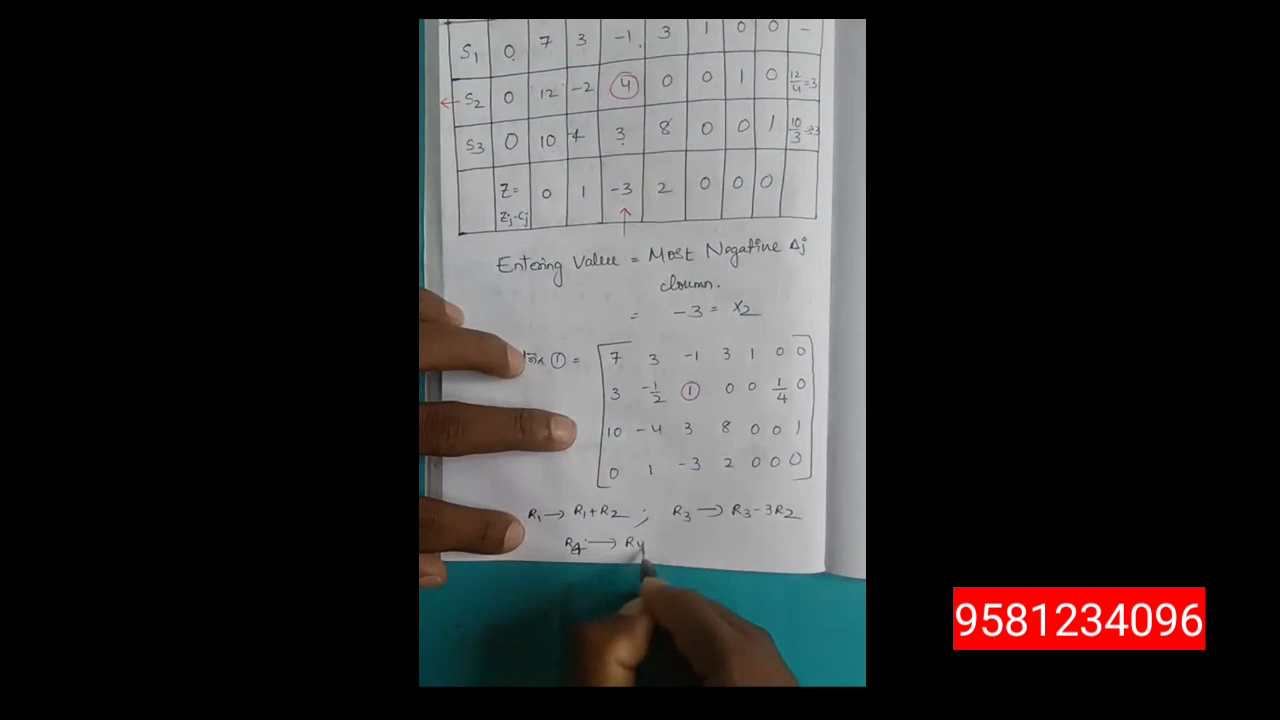 S1 0 7 3 -1 3 1 0 0 -
S2 0 12 -2 4 0 0 1 0 12/4=3
S3 0 10 -4 3 8 0 0 1 10/3
Z= 0 1 -3 2 0 0 0
Zj-Cj
Entering Value = Most Negative Δj
cloumn.
= -3 = X2
① =
7 3 -1 3 1 0 0
3 -1/2 ① 0 0 1/4 0
10 -4 3 8 0 0 1
0 1 -3 2 0 0 0
R1 → R1+R2 ; R3 → R3-3R2
R4 → R4
9581234096